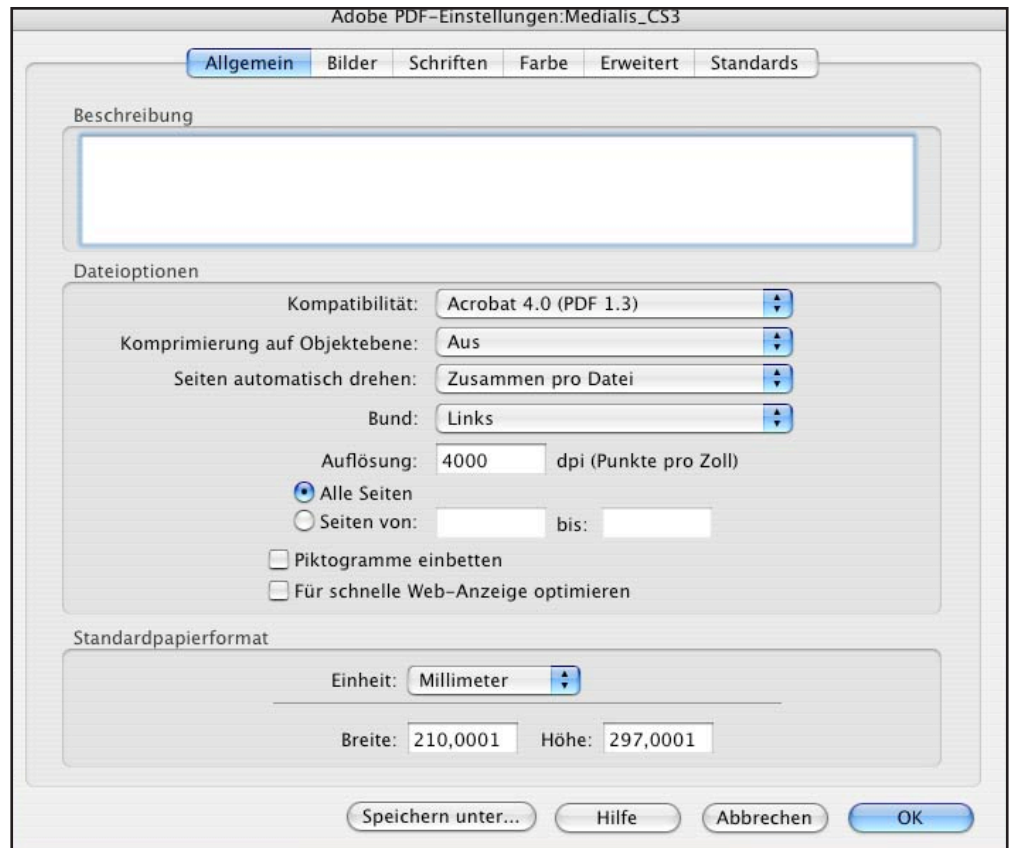 Adobe PDF-Einstellungen:Medialis_CS3
Allgemein Bilder Schriften Farbe Erweitert Standards
Beschreibung
Dateioptionen
Kompatibilität: Acrobat 4.0 (PDF 1.3)
Komprimierung auf Objektebene: Aus
Seiten automatisch drehen: Zusammen pro Datei
Bund: Links
Auflösung: 4000 dpi (Punkte pro Zoll)
Alle Seiten
Seiten von: bis:
Piktogramme einbetten
Für schnelle Web-Anzeige optimieren
Standardpapierformat
Einheit: Millimeter
Breite: 210,0001 Höhe: 297,0001
Speichern unter... Hilfe Abbrechen OK